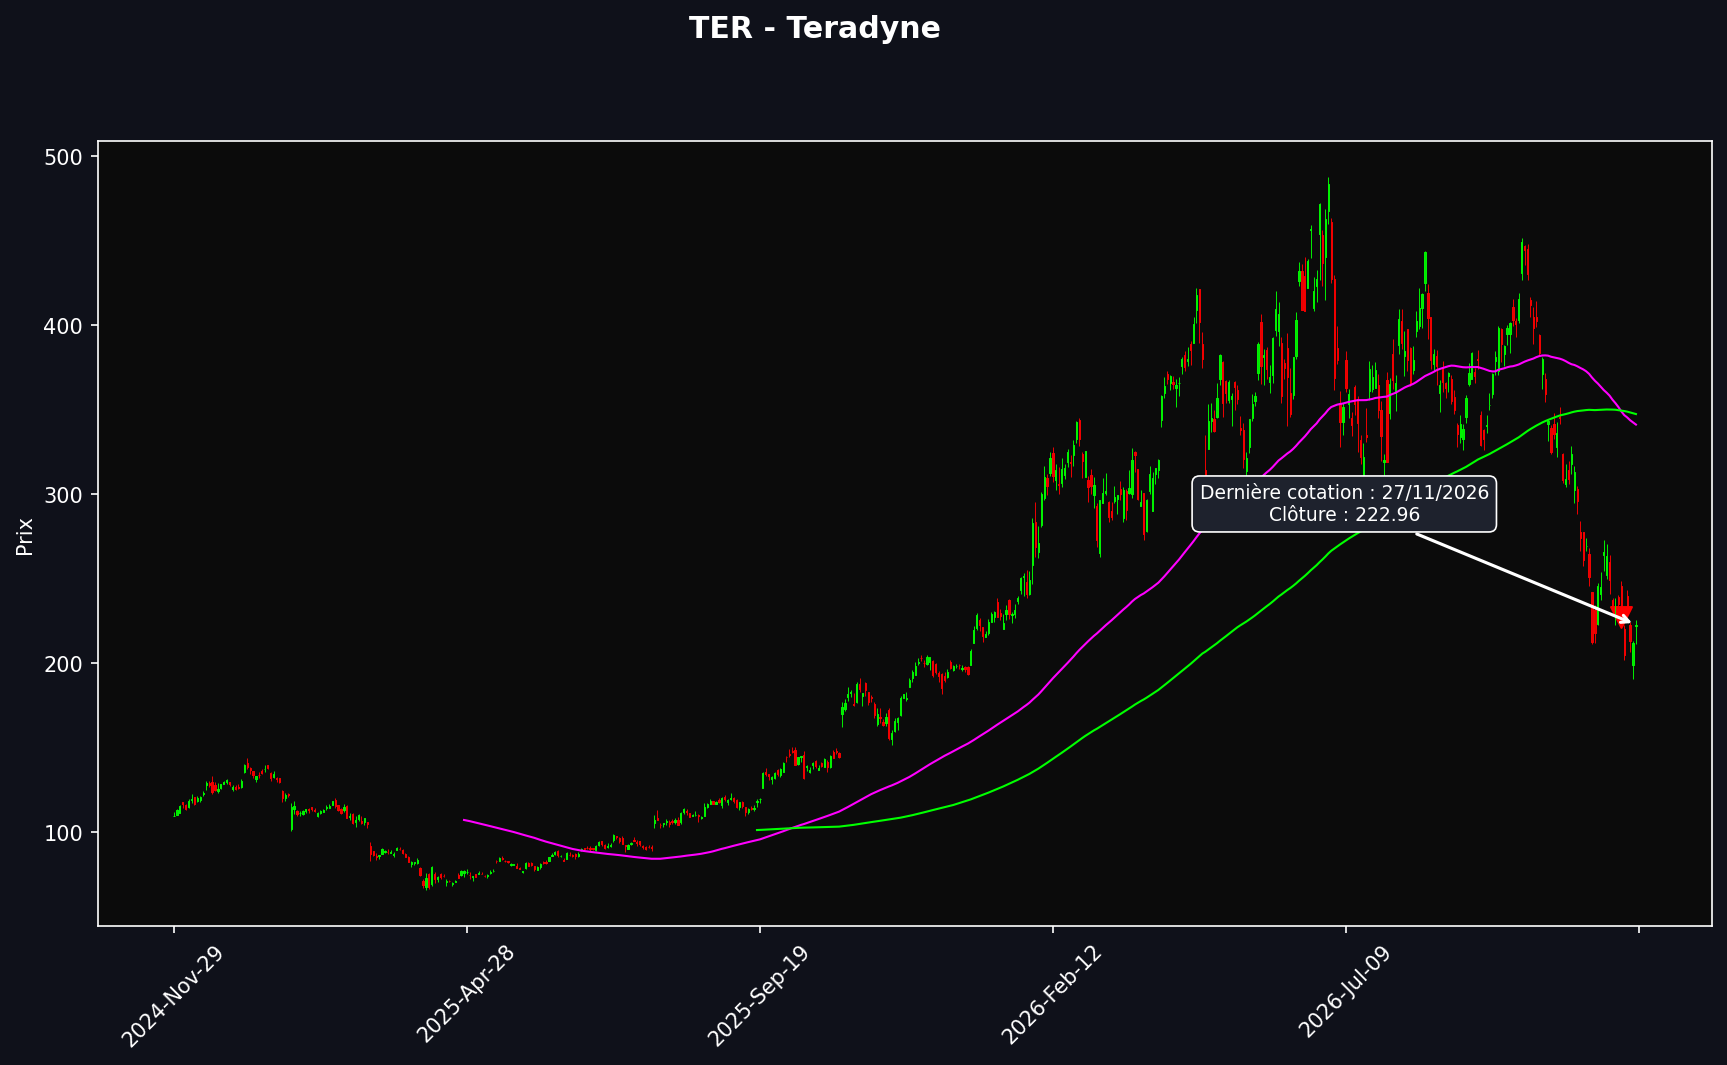 TER - Teradyne
500
400
300
200
100
Prix
Dernière cotation : 27/11/2026
Clôture : 222.96
2024-Nov-29
2025-Apr-28
2025-Sep-19
2026-Feb-12
2026-Jul-09